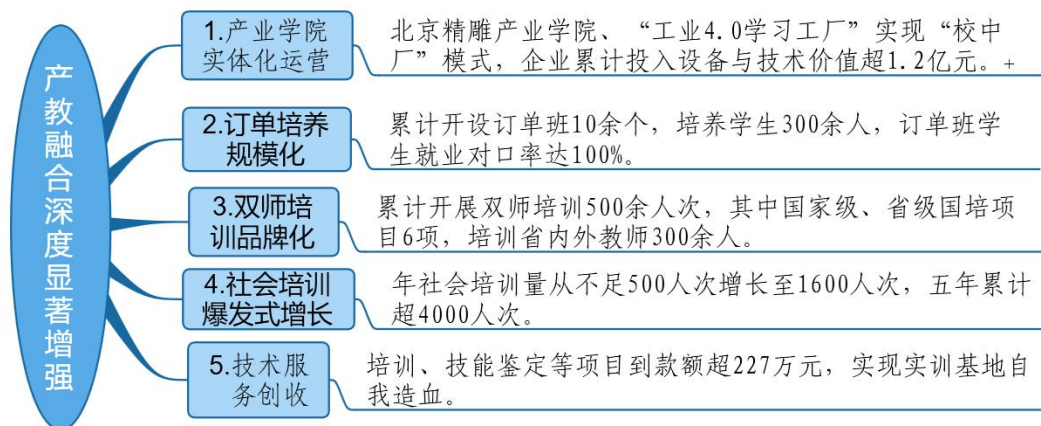 产教融合深度显著增强
1.产业学院
实体化运营
北京精雕产业学院、“工业4.0学习工厂”实现“校中
厂”模式，企业累计投入设备与技术价值超1.2亿元。+
2.订单培养
规模化
累计开设订单班10余个，培养学生300余人，订单班学
生就业对口率达100%。
3.双师培
训品牌化
累计开展双师培训500余人次，其中国家级、省级国培项
目6项，培训省内外教师300余人。
4.社会培训
爆发式增长
年社会培训量从不足500人次增长至1600人次，五年累计
超4000人次。
5.技术服
务创收
培训、技能鉴定等项目到款额超227万元，实现实训基地自
我造血。